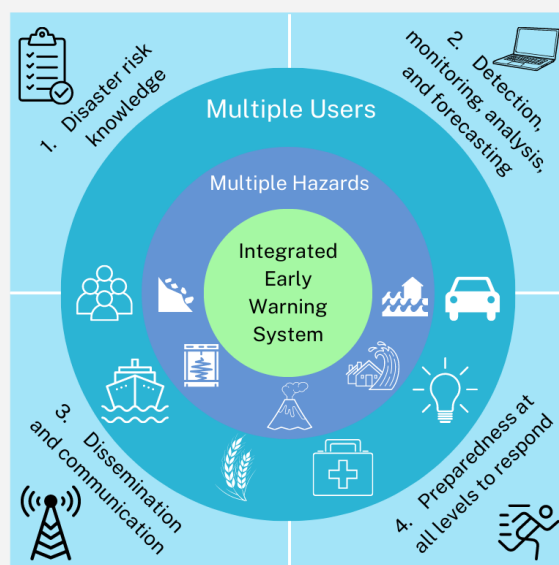 1. Disaster risk
knowledge
2. Detection,
monitoring, analysis,
and forecasting
Multiple Users
Multiple Hazards
Integrated
Early
Warning
System
3. Dissemination
and communication
4. Preparedness at
all levels to respond